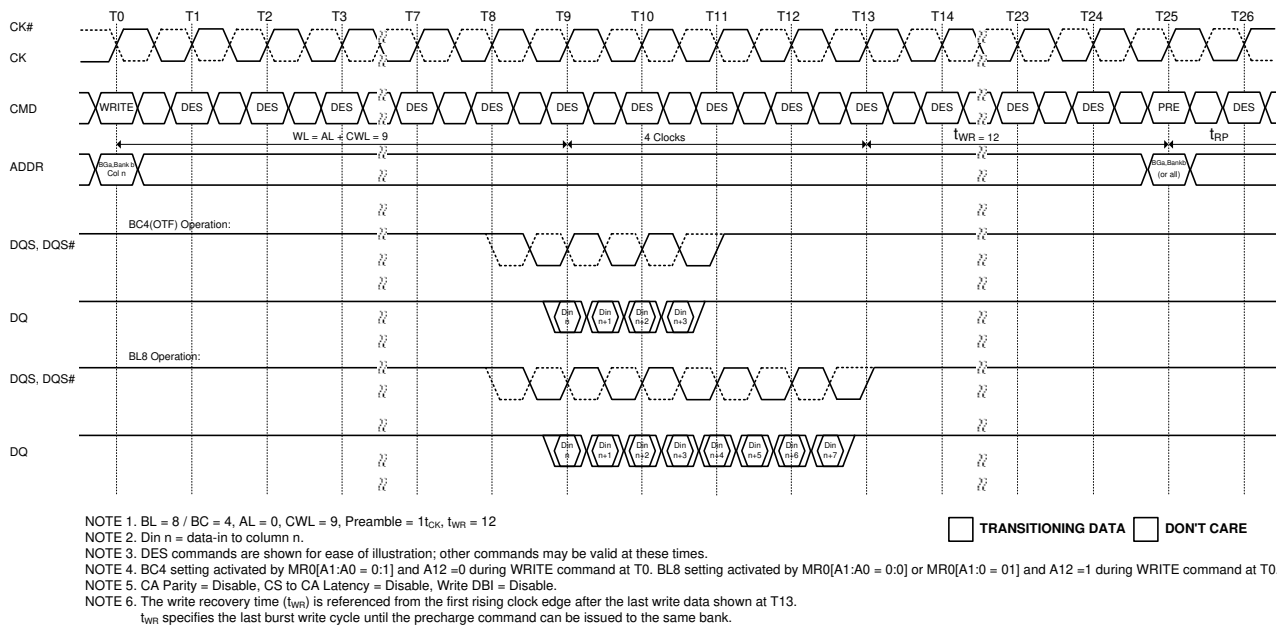 T0 T1 T2 T3 T7 T8 T9 T10 T11 T12 T13 T14 T23 T24 T25 T26
CK#
CK
CMD WRITE DES DES DES DES DES DES DES DES DES DES DES DES DES PRE DES
WL = AL + CWL = 9 4 Clocks tWR = 12 tRP
ADDR
BGa,Bank b
Col n
BGa,Bankb
(or all)
BC4(OTF) Operation:
DQS, DQS#
DQ
Din n Din n+1 Din n+2 Din n+3
BL8 Operation:
DQS, DQS#
DQ
Din n Din n+1 Din n+2 Din n+3 Din n+4 Din n+5 Din n+6 Din n+7
NOTE 1. BL = 8 / BC = 4, AL = 0, CWL = 9, Preamble = 1tCK, tWR = 12
TRANSITIONING DATA DON'T CARE
NOTE 2. Din n = data-in to column n.
NOTE 3. DES commands are shown for ease of illustration; other commands may be valid at these times.
NOTE 4. BC4 setting activated by MR0[A1:A0 = 0:1] and A12 =0 during WRITE command at T0. BL8 setting activated by MR0[A1:A0 = 0:0] or MR0[A1:0 = 01] and A12 =1 during WRITE command at T0
NOTE 5. CA Parity = Disable, CS to CA Latency = Disable, Write DBI = Disable.
NOTE 6. The write recovery time (tWR) is referenced from the first rising clock edge after the last write data shown at T13.
tWR specifies the last burst write cycle until the precharge command can be issued to the same bank.